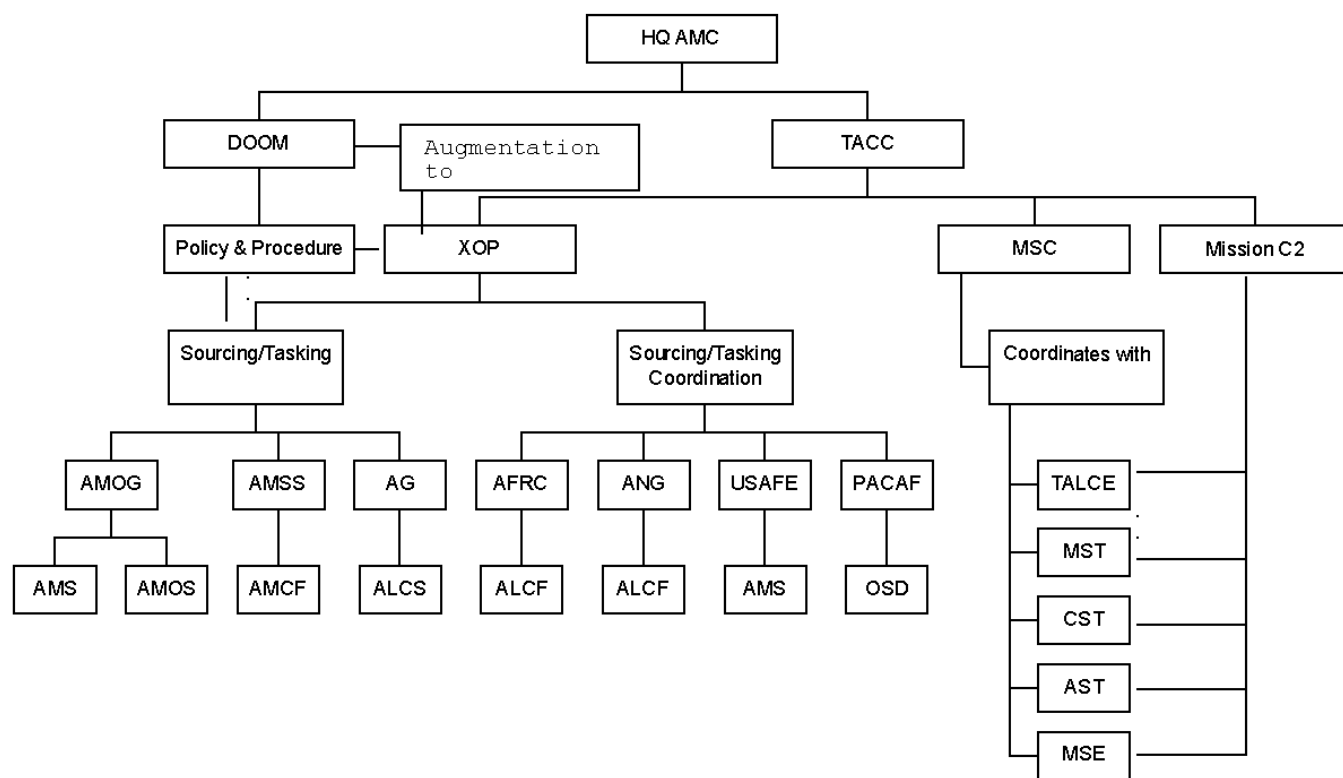 HQ AMC
DOOM
Augmentation
to
TACC
Policy & Procedure
XOP
MSC
Mission C2
Sourcing/Tasking
Sourcing/Tasking
Coordination
Coordinates with
AMOG
AMSS
AG
AFRC
ANG
USAFE
PACAF
TALCE
MST
AMS
AMOS
AMCF
ALCS
ALCF
ALCF
AMS
OSD
CST
AST
MSE